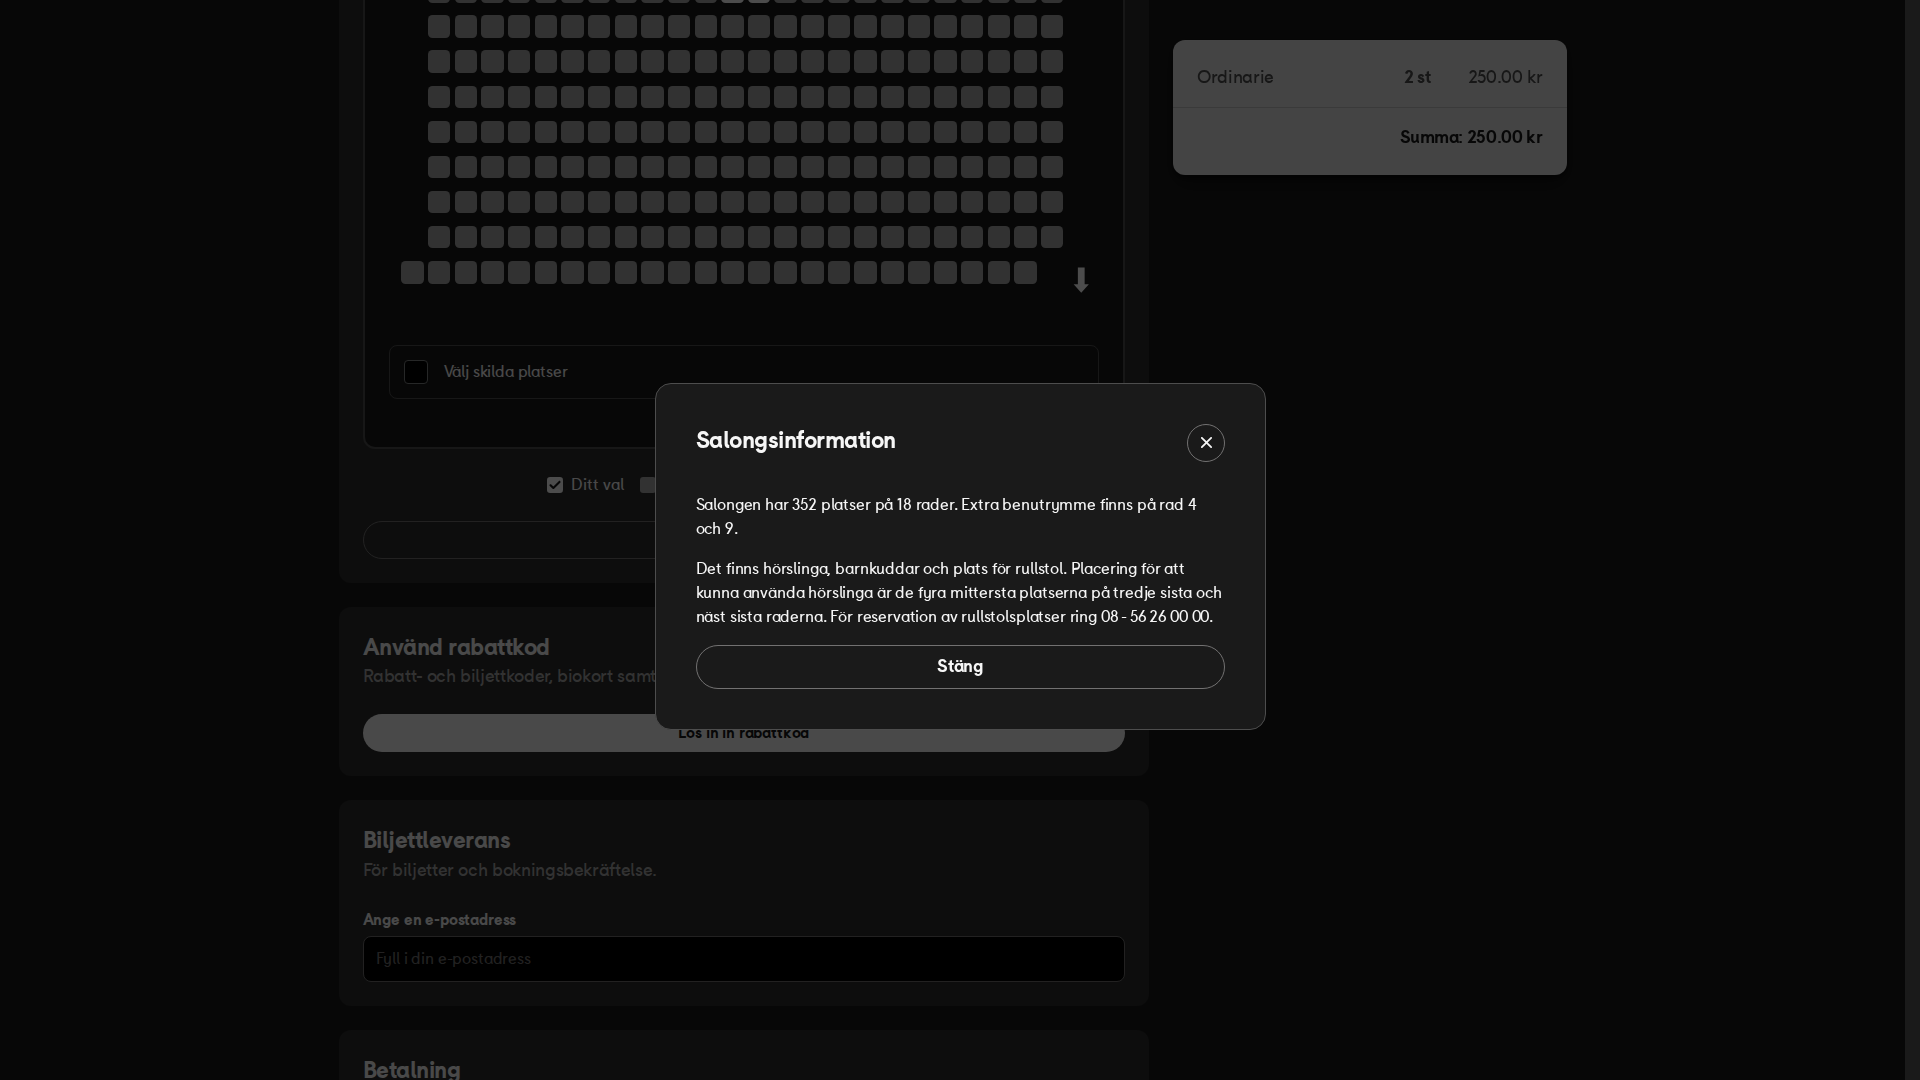 Ordinarie 2 st 250.00 kr
Summa: 250.00 kr
Välj skilda platser
Ditt val
Salongsinformation
Salongen har 352 platser på 18 rader. Extra benutrymme finns på rad 4
och 9.
Det finns hörslinga, barnkuddar och plats för rullstol. Placering för att
kunna använda hörslinga är de fyra mittersta platserna på tredje sista och
näst sista raderna. För reservation av rullstolsplatser ring 08 - 56 26 00 00.
Stäng
Använd rabattkod
Rabatt- och biljettkoder, biokort samt
Lös in in rabattkod
Biljettleverans
För biljetter och bokningsbekräftelse.
Ange en e-postadress
Fyll i din e-postadress
Betalning